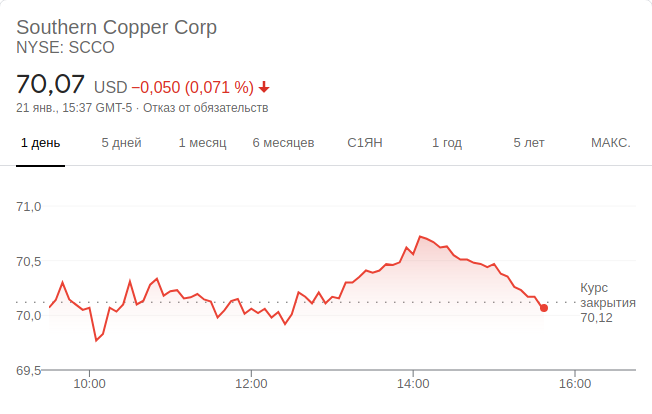 Southern Copper Corp
NYSE: SCCO
70,07 USD −0,050 (0,071 %)
21 янв., 15:37 GMT-5 · Отказ от обязательств
1 день 5 дней 1 месяц 6 месяцев С1ЯН 1 год 5 лет МАКС.
71,0
70,5
Курс
закрытия
70,12
70,0
69,5
10:00 12:00 14:00 16:00